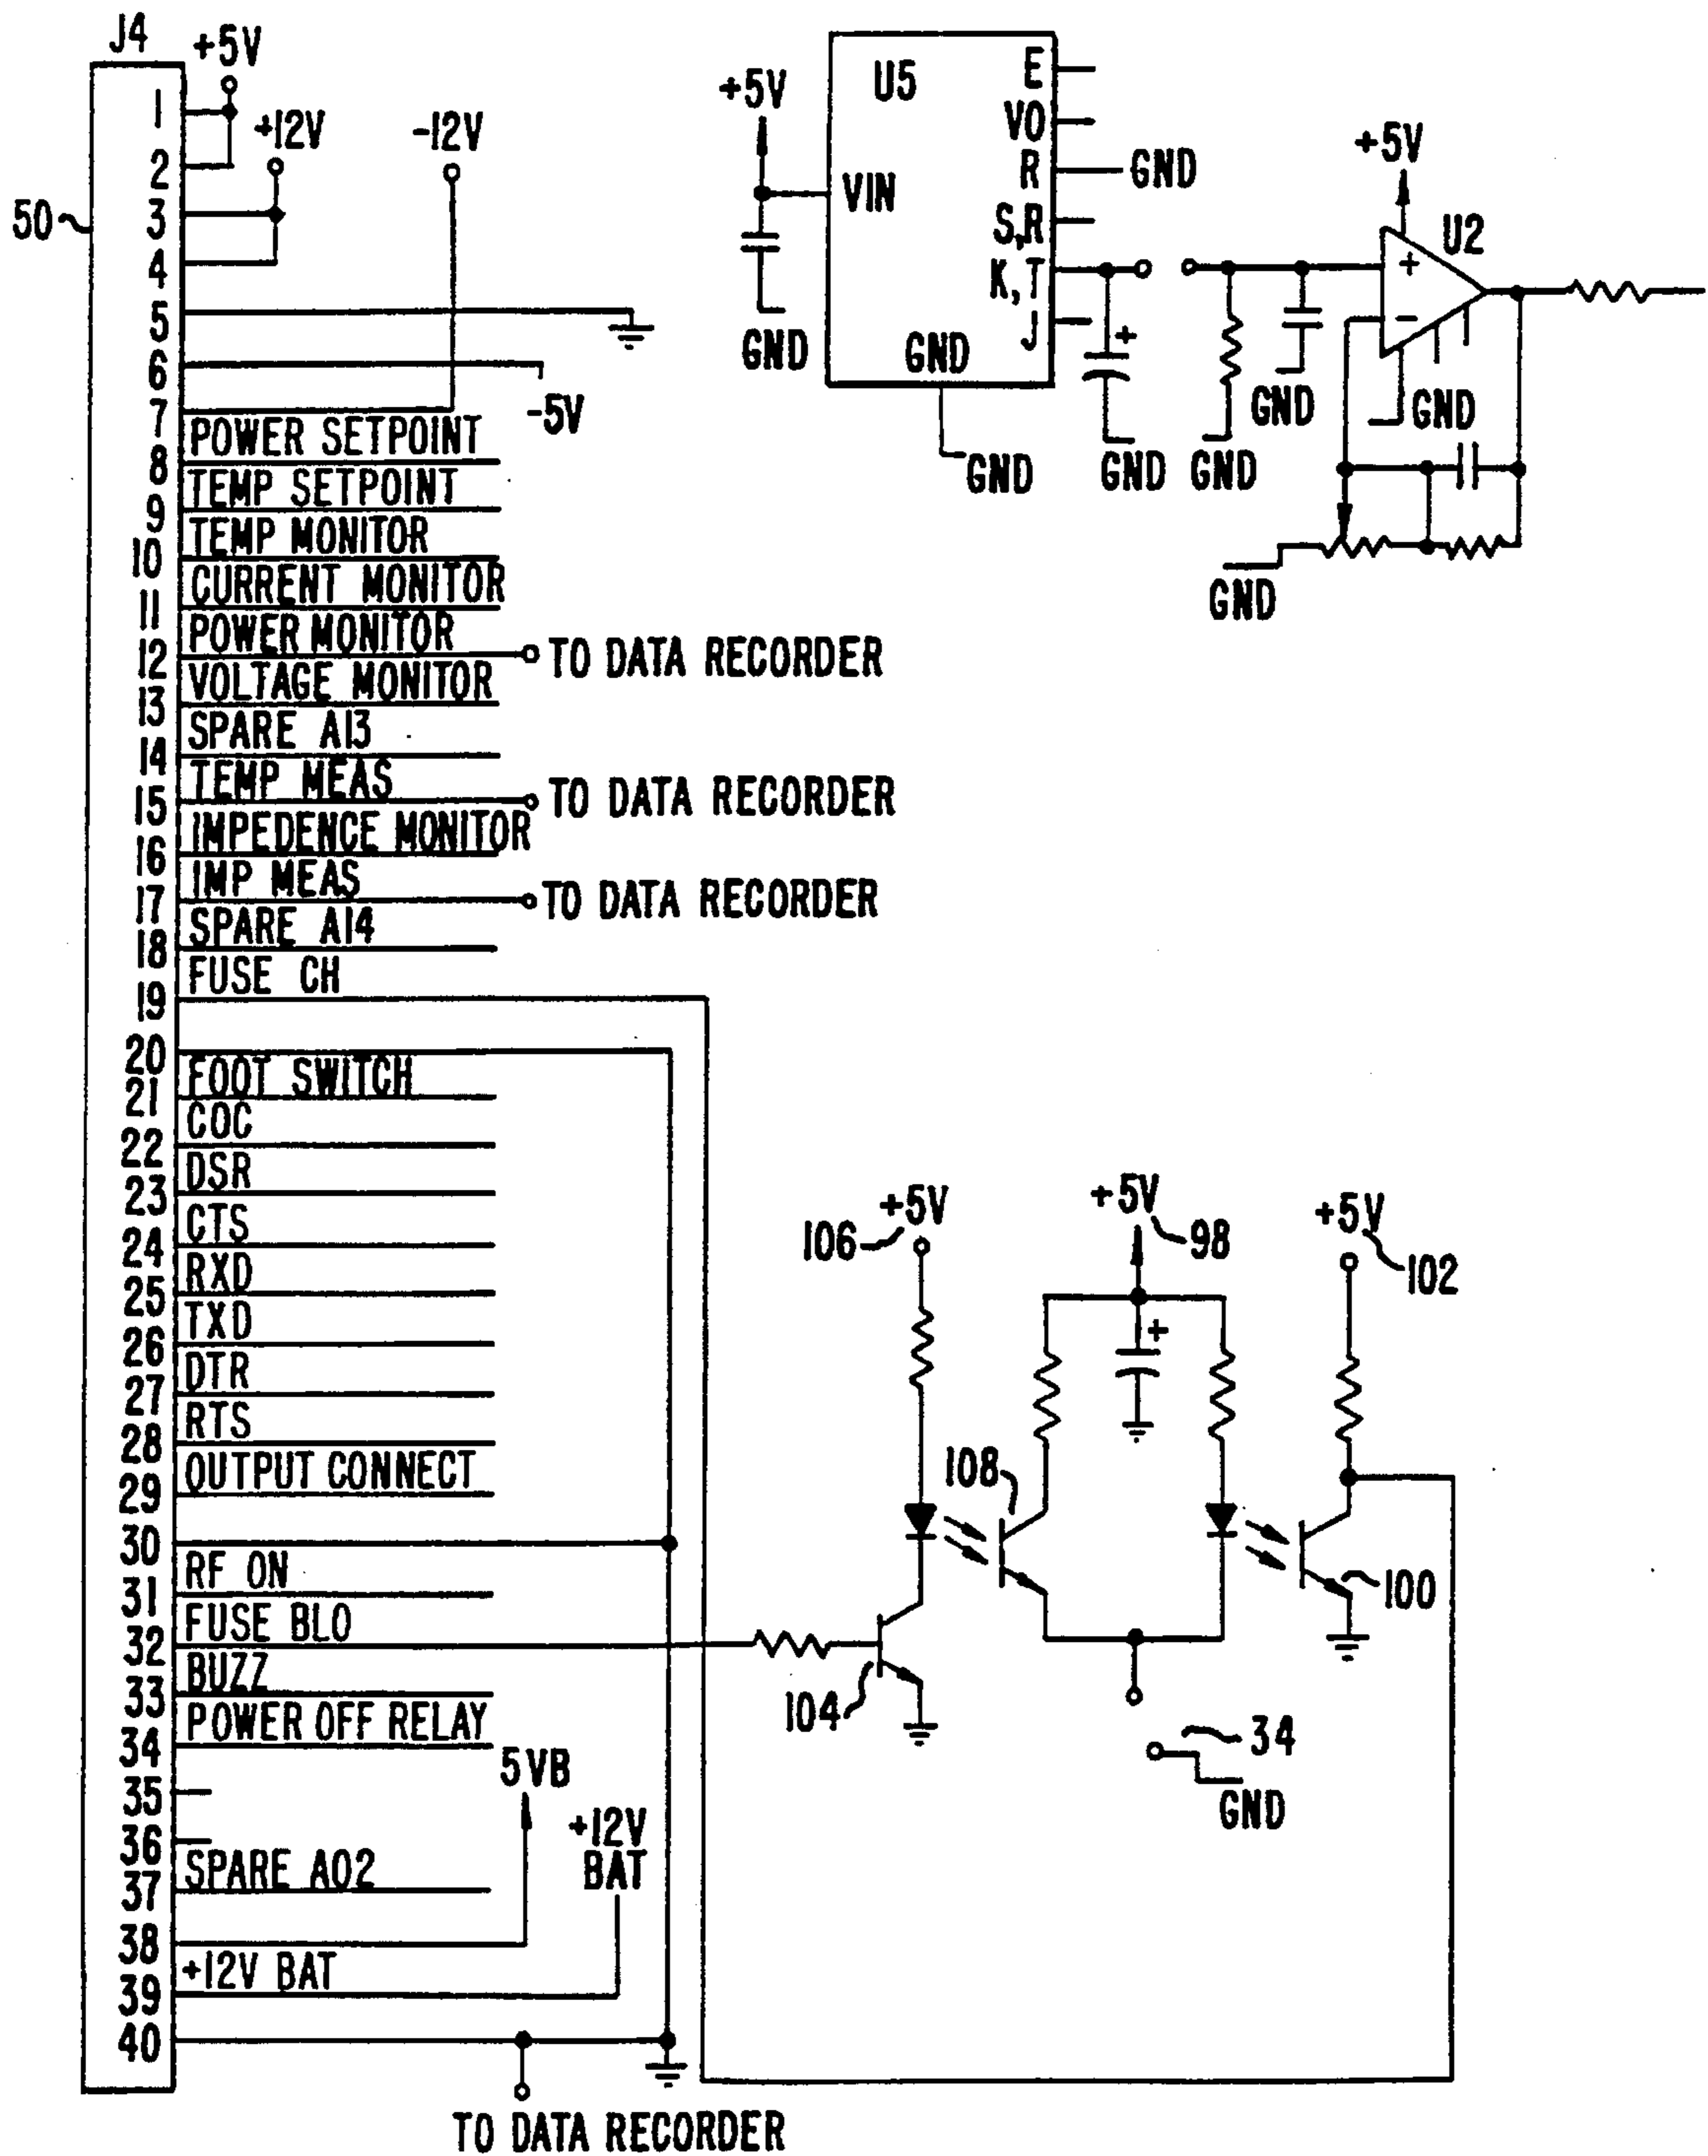 J4
+5V
+12V
-12V
50
1
2
3
4
5
6
-5V
7
POWER SETPOINT
8
TEMP SETPOINT
9
TEMP MONITOR
10
CURRENT MONITOR
11
POWER MONITOR
12
TO DATA RECORDER
VOLTAGE MONITOR
13
SPARE AI3
14
TEMP MEAS
15
TO DATA RECORDER
IMPEDENCE MONITOR
16
IMP MEAS
17
TO DATA RECORDER
SPARE AI4
18
FUSE CH
19
20
FOOT SWITCH
21
COC
22
DSR
23
CTS
24
RXD
25
TXD
26
DTR
27
RTS
28
OUTPUT CONNECT
29
30
RF ON
31
FUSE BLO
32
BUZZ
33
POWER OFF RELAY
34
5VB
35
+12V
BAT
36
SPARE A02
37
38
+12V BAT
39
40
TO DATA RECORDER
+5V
U5
VIN
E
VO
R
GND
S,R
K,T
J
GND
GND
GND
+
GND
+5V
U2
+
-
GND
GND
GND
GND
106
+5V
+5V
98
+5V
102
+
108
100
104
34
GND